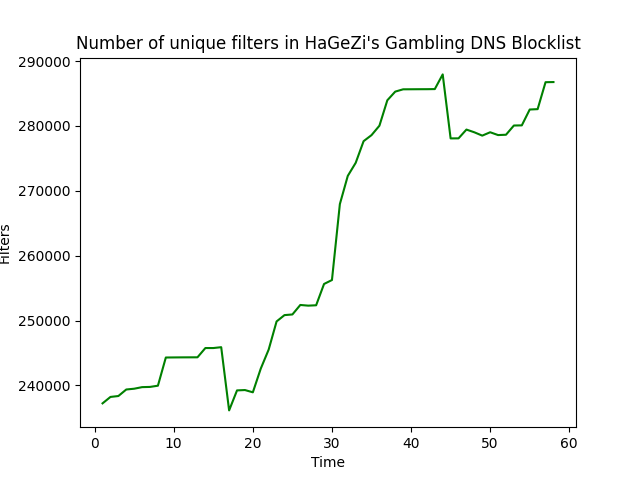 Number of unique filters in HaGeZi's Gambling DNS Blocklist
290000
280000
270000
260000
250000
240000
Filters
0 10 20 30 40 50 60
Time